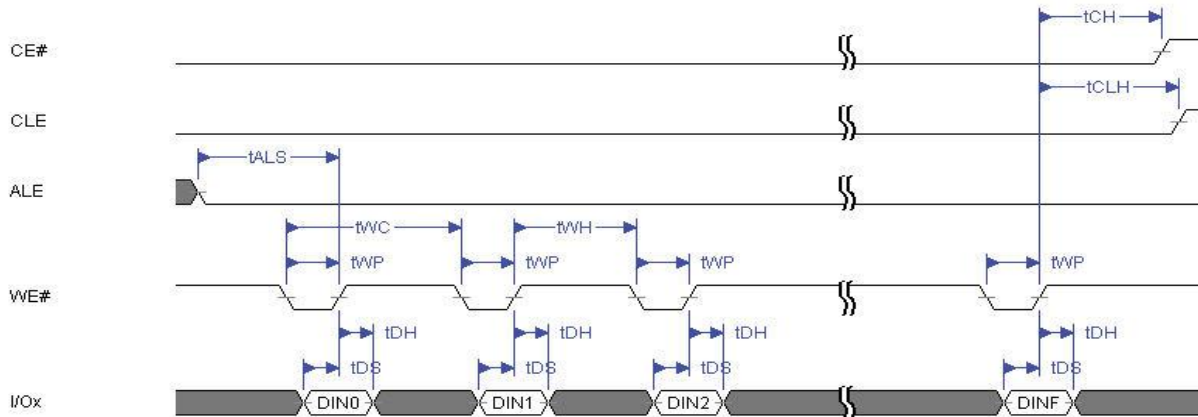 tCH
CE#
tCLH
CLE
tALS
ALE
tWC
tWH
tWP
tWP
tWP
tWP
WE#
tDH
tDH
tDH
tDH
tDS
tDS
tDS
tDS
I/Ox
DIN0
DIN1
DIN2
DINF